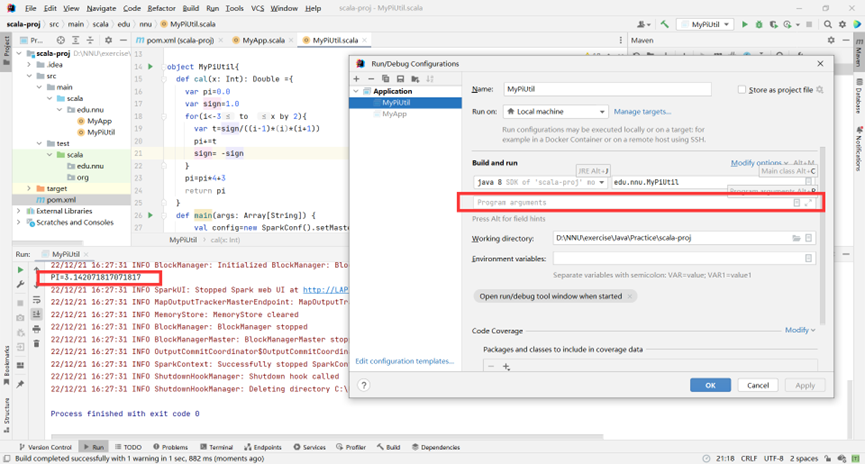 File Edit View Navigate Code Refactor Build Run Tools VCS Window Help MyPiUtil.scala
scala-proj src main scala edu nnu MyPiUtil.scala MyPiUtil
Project
pom.xml (scala-proj) MyApp.scala MyPiUtil.scala Maven
scala-proj
.idea
src
main
scala
edu.nnu
MyApp
MyPiUtil
test
scala
edu.nnu
org
target
pom.xml
External Libraries
Scratches and Consoles
13
14 object MyPiUtil{
15 def cal(x: Int): Double ={
16 var pi=0.0
17 var sign=1.0
18 for(i<-3 to x by 2){
19 var t=sign/((i-1)*(i)*(i+1))
20 pi+=t
21 sign= -sign
22 }
23 pi=pi*4+3
24 return pi
25 }
26 def main(args: Array[String]) {
27 val config=new SparkConf().setMaster
MyPiUtil cal(x: Int)
Maven
Database
Notifications
Run/Debug Configurations
Application
MyPiUtil
MyApp
Edit configuration templates...
Name: MyPiUtil Store as project file
Run on: Local machine Manage targets...
Run configurations may be executed locally or on a target: for
example in a Docker Container or on a remote host using SSH.
Build and run Modify options Alt+M
JRE Alt+J Main class Alt+C
java 8 SDK of 'scala-proj' mo edu.nnu.MyPiUtil
Program arguments Alt+R
Program arguments
Press Alt for field hints
Working directory: D:\NNU\exercise\Java\Practice\scala-proj
Environment variables:
Separate variables with semicolon: VAR=value; VAR1=value1
Open run/debug tool window when started
Code Coverage Modify
Packages and classes to include in coverage data
OK Cancel Apply
Run: MyPiUtil
22/12/21 16:27:31 INFO BlockManager: Initialized BlockManager:
PI=3.142071817071817
22/12/21 16:27:31 INFO SparkUI: Stopped Spark web UI at http://LAP
22/12/21 16:27:31 INFO MapOutputTrackerMasterEndpoint: MapOutputTr
22/12/21 16:27:31 INFO MemoryStore: MemoryStore cleared
22/12/21 16:27:31 INFO BlockManager: BlockManager stopped
22/12/21 16:27:31 INFO BlockManagerMaster: BlockManagerMaster stop
22/12/21 16:27:31 INFO OutputCommitCoordinator$OutputCommitCoordin
22/12/21 16:27:31 INFO SparkContext: Successfully stopped SparkCon
22/12/21 16:27:31 INFO ShutdownHookManager: Shutdown hook called
22/12/21 16:27:31 INFO ShutdownHookManager: Deleting directory C:\
Process finished with exit code 0
Bookmarks
Structure
Version Control Run TODO Problems Terminal Endpoints Services Profiler Build Dependencies
Build completed successfully with 1 warning in 1 sec, 882 ms (moments ago) 21:18 CRLF UTF-8 2 spaces